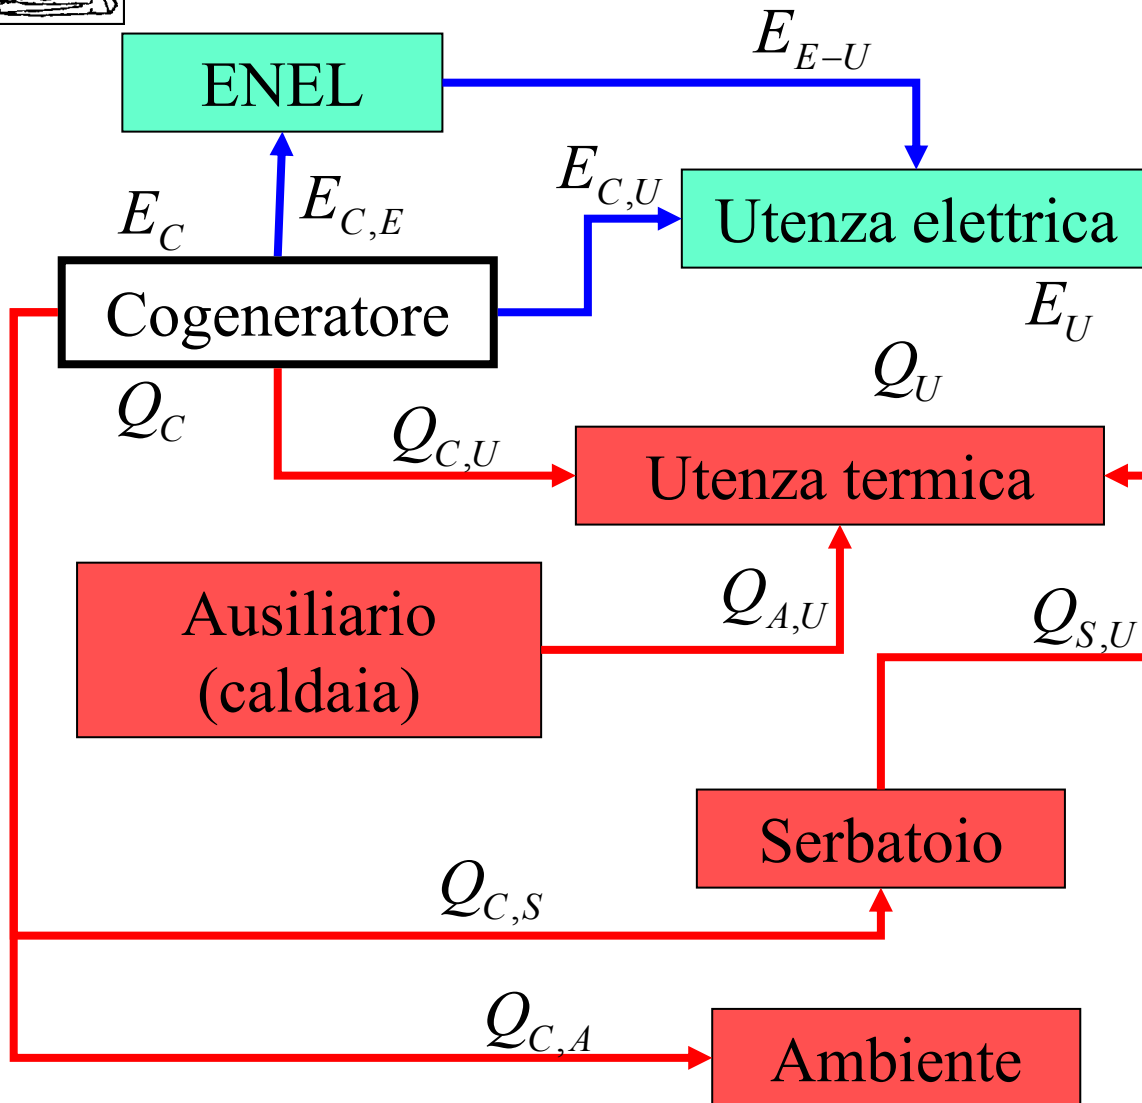 E_{E–U}
ENEL
E_{C,U}
E_C
E_{C,E}
Utenza elettrica
Cogeneratore
E_U
Q_U
Q_C
Q_{C,U}
Utenza termica
Ausiliario
(caldaia)
Q_{A,U}
Q_{S,U}
Serbatoio
Q_{C,S}
Q_{C,A}
Ambiente